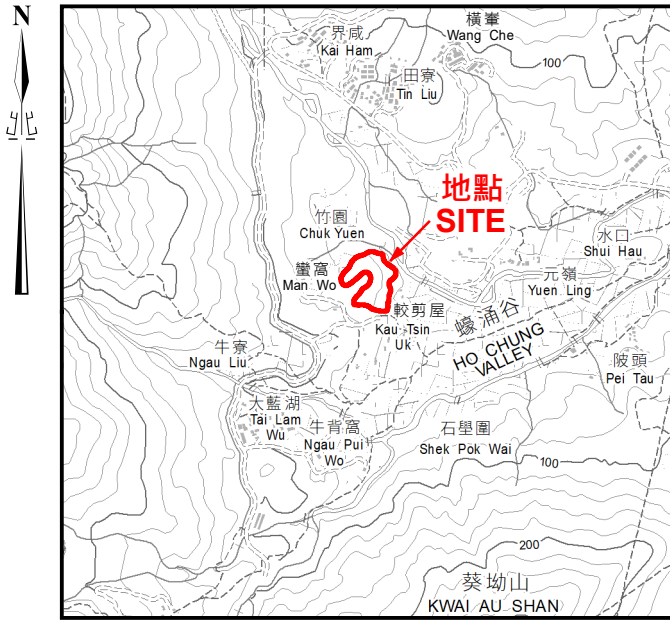 N
北
界咸
Kai Ham
橫輋
Wang Che
100
田寮
Tin Liu
地點
SITE
竹園
Chuk Yuen
水口
Shui Hau
蠻窩
Man Wo
元嶺
Yuen Ling
較剪屋
Kau Tsin
Uk
蠔涌谷
HO CHUNG
VALLEY
牛寮
Ngau Liu
陂頭
Pei Tau
大藍湖
Tai Lam
Wu
牛背窩
Ngau Pui
Wo
石壆圍
Shek Pok Wai
100
200
葵坳山
KWAI AU SHAN